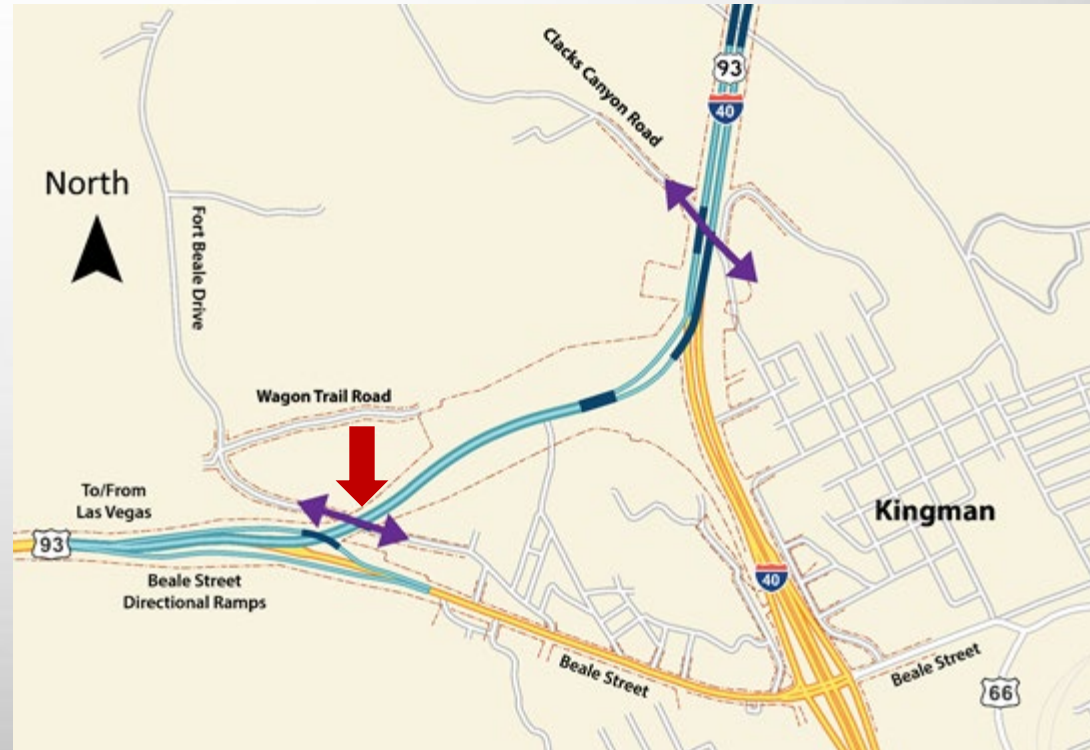 Clacks Canyon Road
93
40
North
Fort Beale Drive
Wagon Trail Road
To/From
Las Vegas
93
Kingman
Beale Street
Directional Ramps
40
Beale Street
Beale Street
66